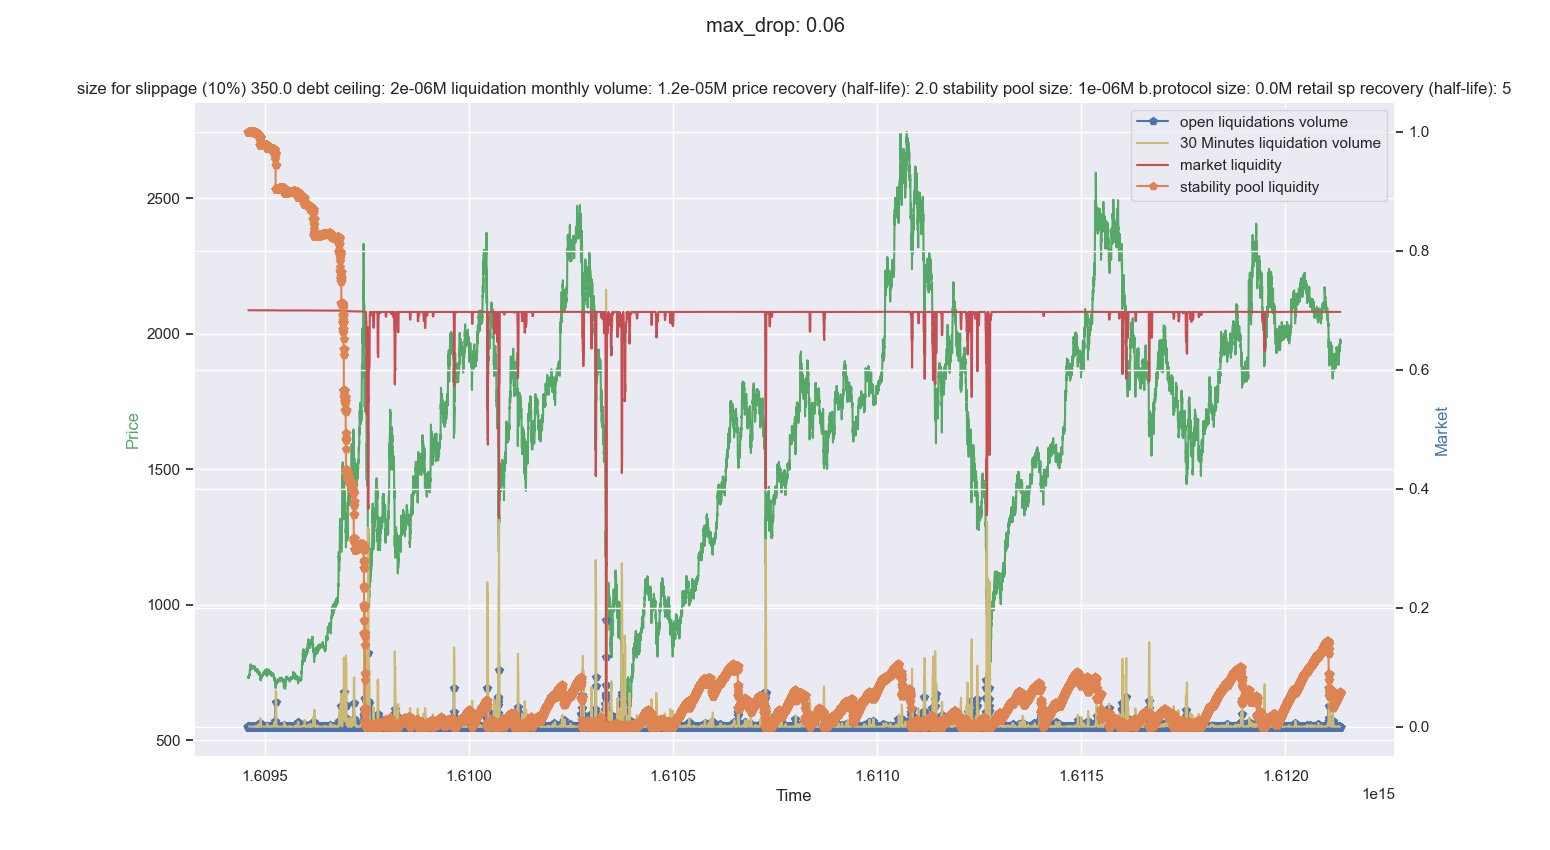 max_drop: 0.06
size for slippage (10%) 350.0 debt ceiling: 2e-06M liquidation monthly volume: 1.2e-05M price recovery (half-life): 2.0 stability pool size: 1e-06M b.protocol size: 0.0M retail sp recovery (half-life): 5
open liquidations volume
30 Minutes liquidation volume
market liquidity
stability pool liquidity
Price
2500
2000
1500
1000
500
Market
1.0
0.8
0.6
0.4
0.2
0.0
1.6095 1.6100 1.6105 1.6110 1.6115 1.6120
Time
1e15